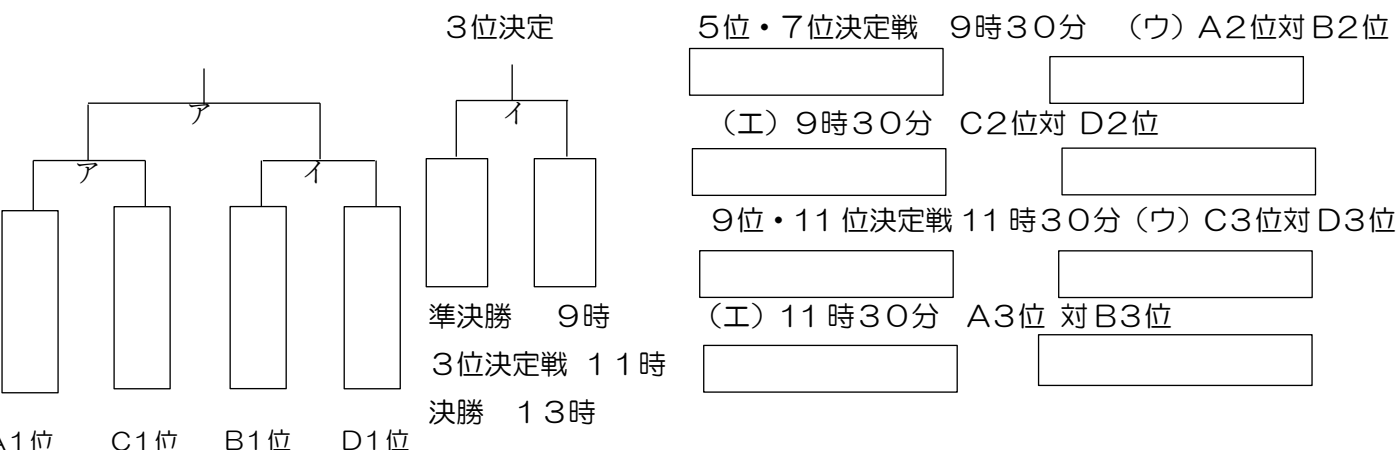 3位決定
ア
ア
イ
イ
A1位
C1位
B1位
D1位
準決勝　9時
3位決定戦 １１時
決勝　１３時
5位・7位決定戦　9時３０分　（ウ）A2位対B2位
（エ）9時３０分　C2位対 D2位
9位・11 位決定戦 11 時３０分（ウ）C3位対D3位
（エ）11 時３０分　A3位 対B3位